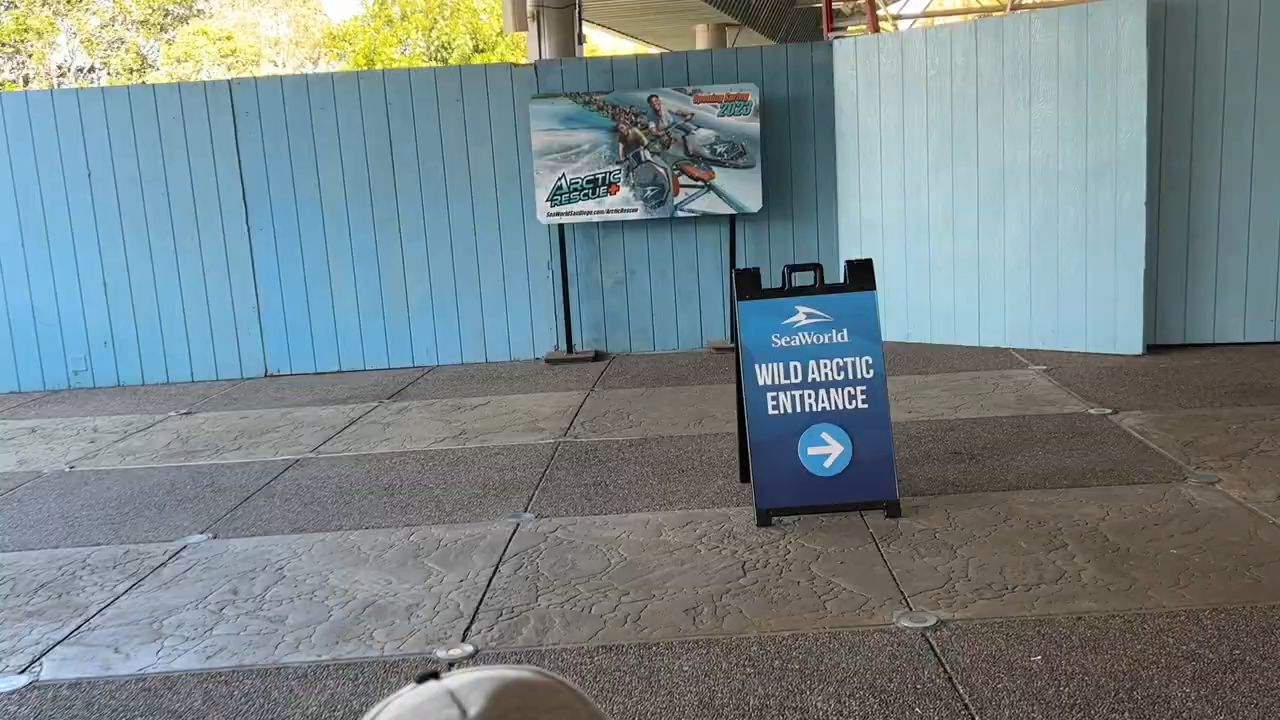 Opening Spring
2023
ARCTIC
RESCUE
SeaWorldSanDiego.com/ArcticRescue
SeaWorld
WILD ARCTIC
ENTRANCE